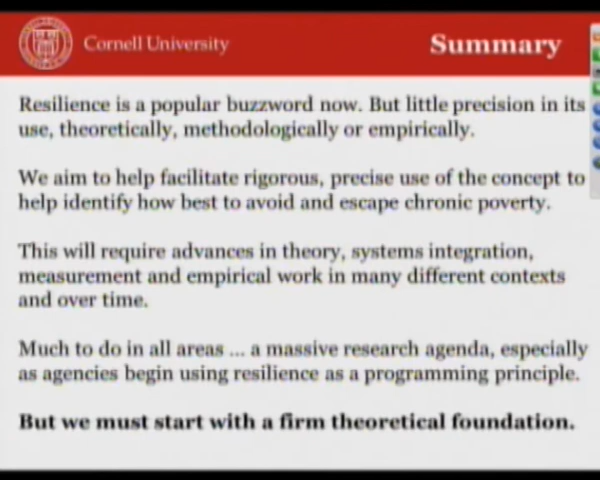 Cornell University
Summary
Resilience is a popular buzzword now. But little precision in its
use, theoretically, methodologically or empirically.
We aim to help facilitate rigorous, precise use of the concept to
help identify how best to avoid and escape chronic poverty.
This will require advances in theory, systems integration,
measurement and empirical work in many different contexts
and over time.
Much to do in all areas ... a massive research agenda, especially
as agencies begin using resilience as a programming principle.
But we must start with a firm theoretical foundation.